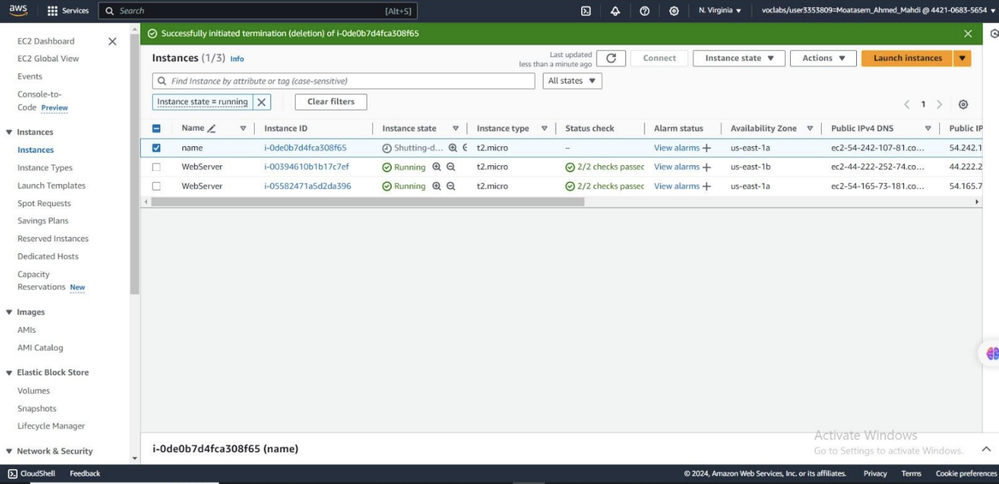 aws Services Search [Alt+S] N. Virginia voclabs/user3353809=Moatasem_Ahmed_Mahdi @ 4421-0683-5654
EC2 Dashboard
EC2 Global View
Events
Console-to-
Code Preview
Instances
Instances
Instance Types
Launch Templates
Spot Requests
Savings Plans
Reserved Instances
Dedicated Hosts
Capacity
Reservations New
Images
AMIs
AMI Catalog
Elastic Block Store
Volumes
Snapshots
Lifecycle Manager
Network & Security
Successfully initiated termination (deletion) of i-0de0b7d4fca308f65
Instances (1/3) Info
Last updated
less than a minute ago
Connect Instance state Actions Launch instances
Find Instance by attribute or tag (case-sensitive) All states
Instance state = running Clear filters 1
Name Instance ID Instance state Instance type Status check Alarm status Availability Zone Public IPv4 DNS Public IP
name i-0de0b7d4fca308f65 Shutting-d... t2.micro – View alarms + us-east-1a ec2-54-242-107-81.co... 54.242.1
WebServer i-00394610b1b17c7ef Running t2.micro 2/2 checks passec View alarms + us-east-1b ec2-44-222-252-74.co... 44.222.2
WebServer i-05582471a5d2da396 Running t2.micro 2/2 checks passec View alarms + us-east-1a ec2-54-165-73-181.co... 54.165.7
i-0de0b7d4fca308f65 (name)
Activate Windows
Go to Settings to activate Windows.
CloudShell Feedback © 2024, Amazon Web Services, Inc. or its affiliates. Privacy Terms Cookie preferences